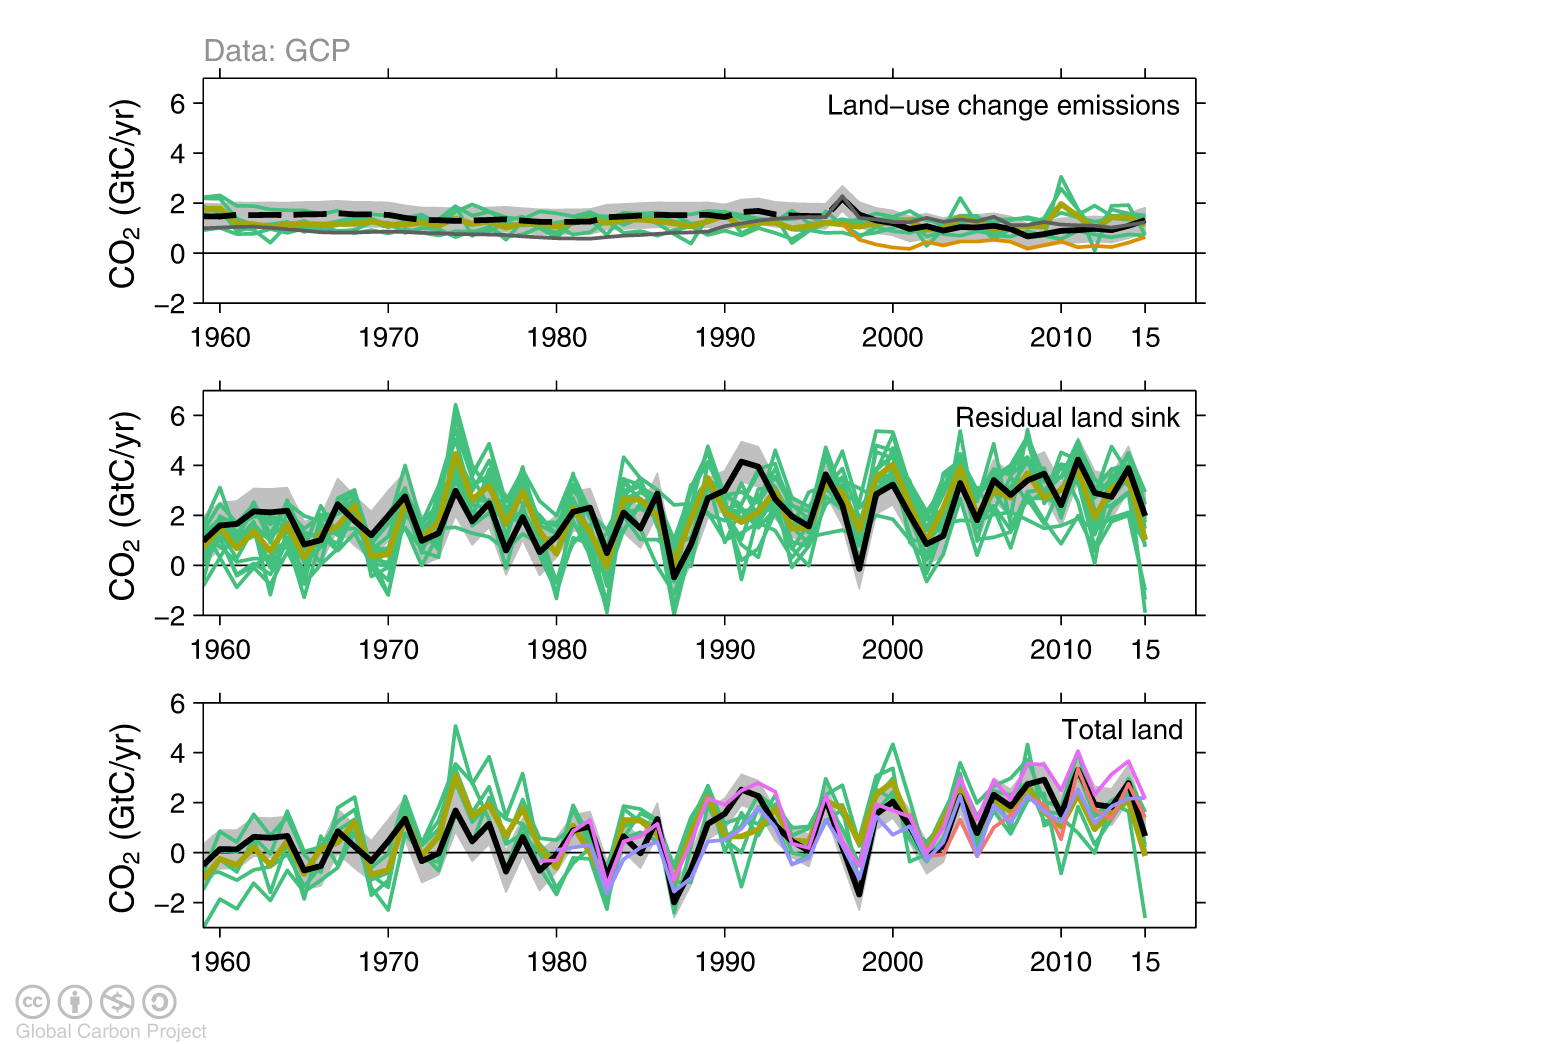 Data: GCP
CO2 (GtC/yr)
Land−use change emissions
6
4
2
0
−2
1960 1970 1980 1990 2000 2010 15
CO2 (GtC/yr)
Residual land sink
6
4
2
0
−2
1960 1970 1980 1990 2000 2010 15
CO2 (GtC/yr)
Total land
6
4
2
0
−2
1960 1970 1980 1990 2000 2010 15
cc
Global Carbon Project